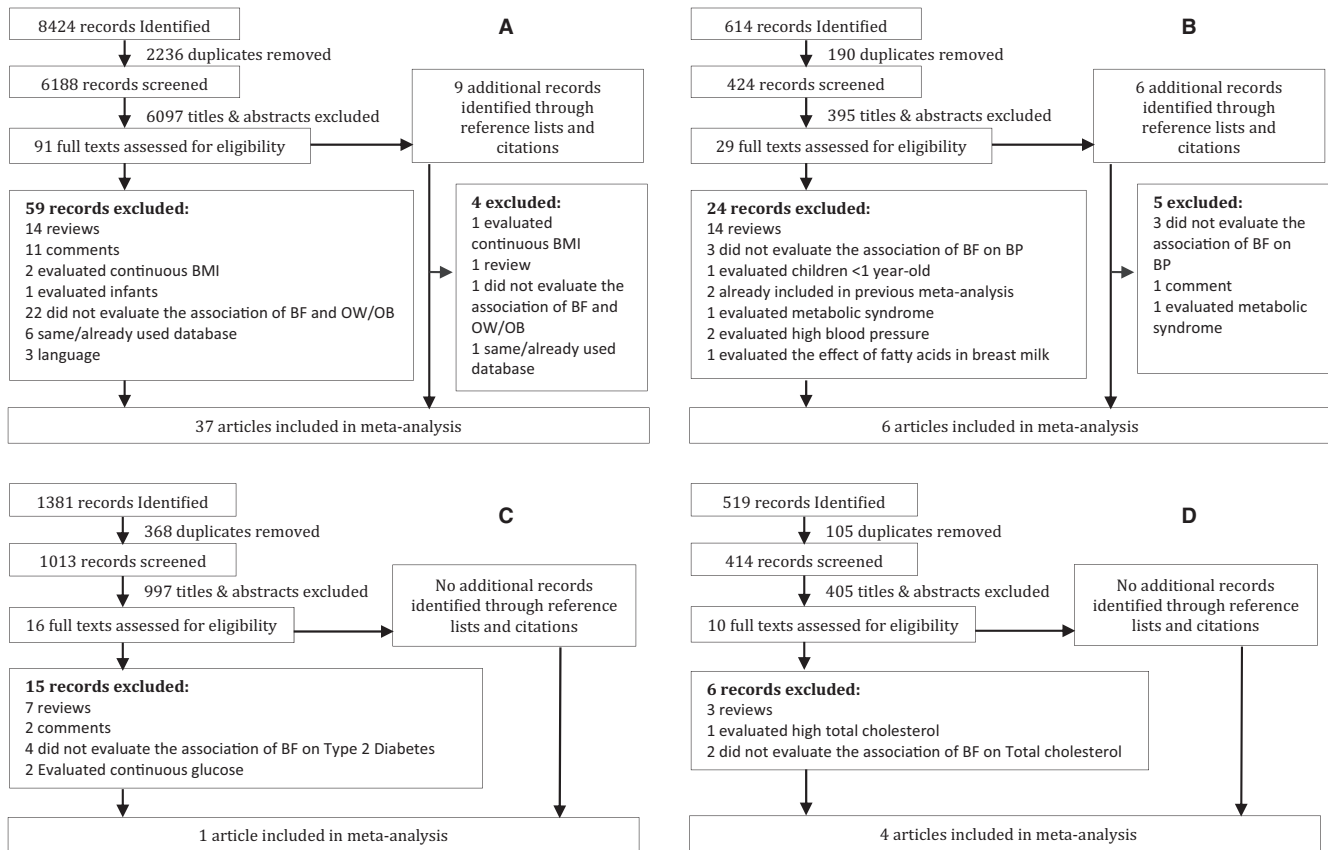 8424 records Identified
A
2236 duplicates removed
6188 records screened
6097 titles & abstracts excluded
91 full texts assessed for eligibility
9 additional records
identified through
reference lists and
citations
59 records excluded:
14 reviews
11 comments
2 evaluated continuous BMI
1 evaluated infants
22 did not evaluate the association of BF and OW/OB
6 same/already used database
3 language
4 excluded:
1 evaluated
continuous BMI
1 review
1 did not evaluate the
association of BF and
OW/OB
1 same/already used
database
37 articles included in meta-analysis
614 records Identified
B
190 duplicates removed
424 records screened
395 titles & abstracts excluded
29 full texts assessed for eligibility
6 additional records
identified through
reference lists and
citations
24 records excluded:
14 reviews
3 did not evaluate the association of BF on BP
1 evaluated children <1 year-old
2 already included in previous meta-analysis
1 evaluated metabolic syndrome
2 evaluated high blood pressure
1 evaluated the effect of fatty acids in breast milk
5 excluded:
3 did not evaluate the
association of BF on
BP
1 comment
1 evaluated metabolic
syndrome
6 articles included in meta-analysis
1381 records Identified
C
368 duplicates removed
1013 records screened
997 titles & abstracts excluded
16 full texts assessed for eligibility
No additional records
identified through reference
lists and citations
15 records excluded:
7 reviews
2 comments
4 did not evaluate the association of BF on Type 2 Diabetes
2 Evaluated continuous glucose
1 article included in meta-analysis
519 records Identified
D
105 duplicates removed
414 records screened
405 titles & abstracts excluded
10 full texts assessed for eligibility
No additional records
identified through reference
lists and citations
6 records excluded:
3 reviews
1 evaluated high total cholesterol
2 did not evaluate the association of BF on Total cholesterol
4 articles included in meta-analysis